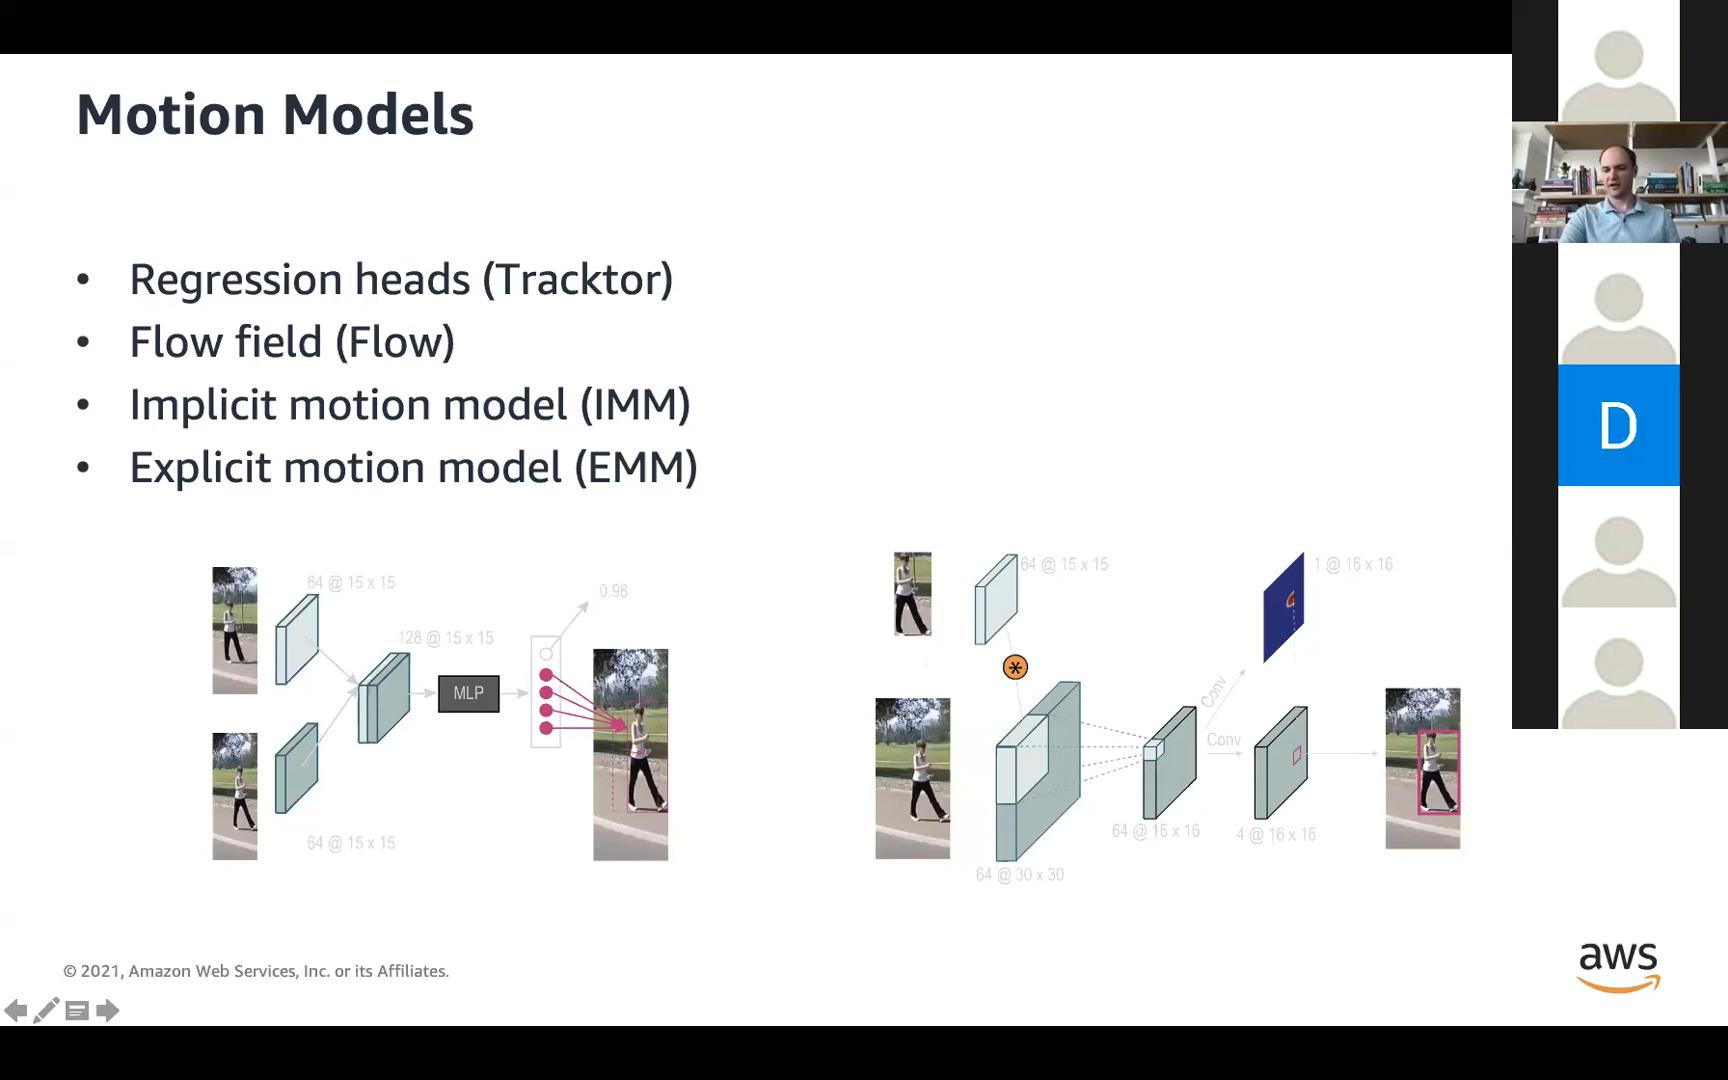 Motion Models
• Regression heads (Tracktor)
• Flow field (Flow)
• Implicit motion model (IMM)
• Explicit motion model (EMM)
64 @ 15 x 15
128 @ 15 x 15
MLP
0.98
64 @ 15 x 15
64 @ 15 x 15
1 @ 16 x 16
*
Conv
Conv
64 @ 16 x 16
4 @ 16 x 16
64 @ 30 x 30
© 2021, Amazon Web Services, Inc. or its Affiliates.
aws
D